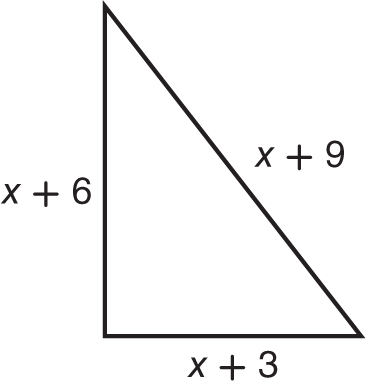 x + 9
x + 6
x + 3